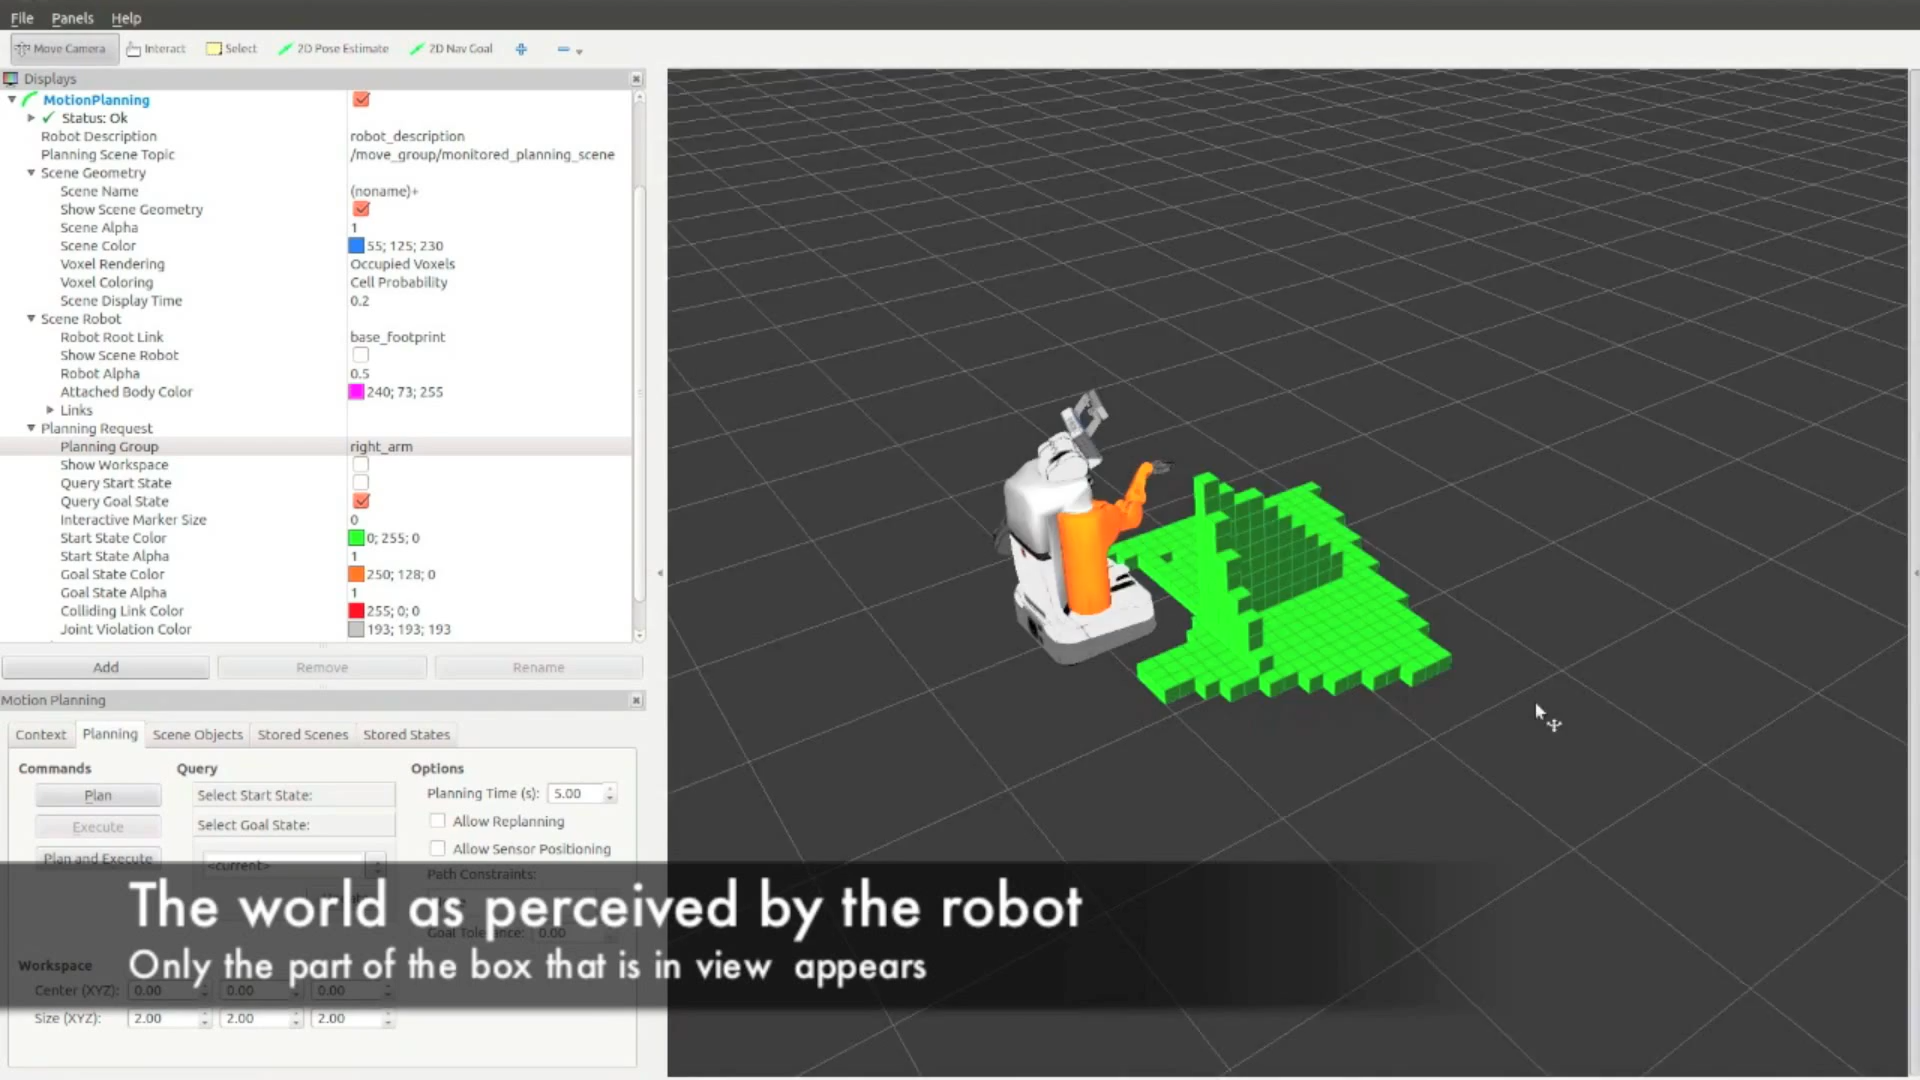 File Panels Help
Move Camera Interact Select 2D Pose Estimate 2D Nav Goal
Displays
MotionPlanning
Status: Ok
Robot Description robot_description
Planning Scene Topic /move_group/monitored_planning_scene
Scene Geometry
Scene Name (noname)+
Show Scene Geometry
Scene Alpha 1
Scene Color 55; 125; 230
Voxel Rendering Occupied Voxels
Voxel Coloring Cell Probability
Scene Display Time 0.2
Scene Robot
Robot Root Link base_footprint
Show Scene Robot
Robot Alpha 0.5
Attached Body Color 240; 73; 255
Links
Planning Request
Planning Group right_arm
Show Workspace
Query Start State
Query Goal State
Interactive Marker Size 0
Start State Color 0; 255; 0
Start State Alpha 1
Goal State Color 250; 128; 0
Goal State Alpha 1
Colliding Link Color 255; 0; 0
Joint Violation Color 193; 193; 193
Add Remove Rename
Motion Planning
Context Planning Scene Objects Stored Scenes Stored States
Commands Query Options
Plan Select Start State: Planning Time (s): 5.00
Execute Select Goal State: Allow Replanning
Plan and Execute <current> Allow Sensor Positioning
Path Constraints:
The world as perceived by the robot
Goal Tolerance: 0.00
Workspace
Only the part of the box that is in view appears
Center (XYZ): 0.00 0.00 0.00
Size (XYZ): 2.00 2.00 2.00